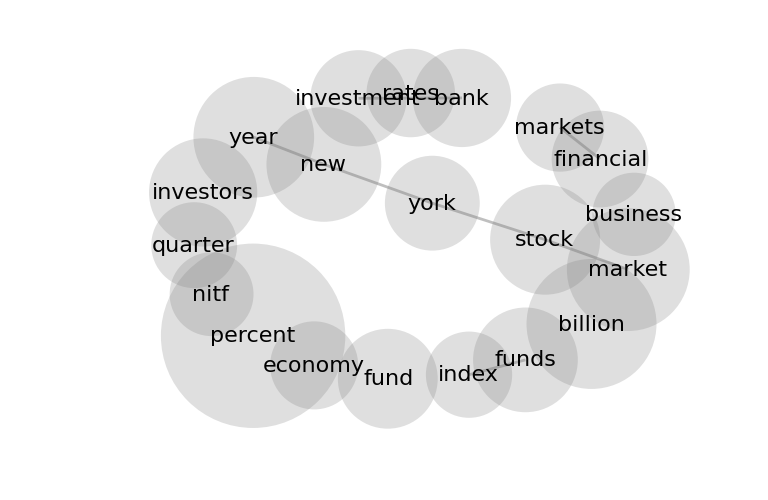 rates
investment
bank
markets
year
financial
new
investors
york
business
stock
quarter
market
nitf
billion
percent
funds
economy
index
fund